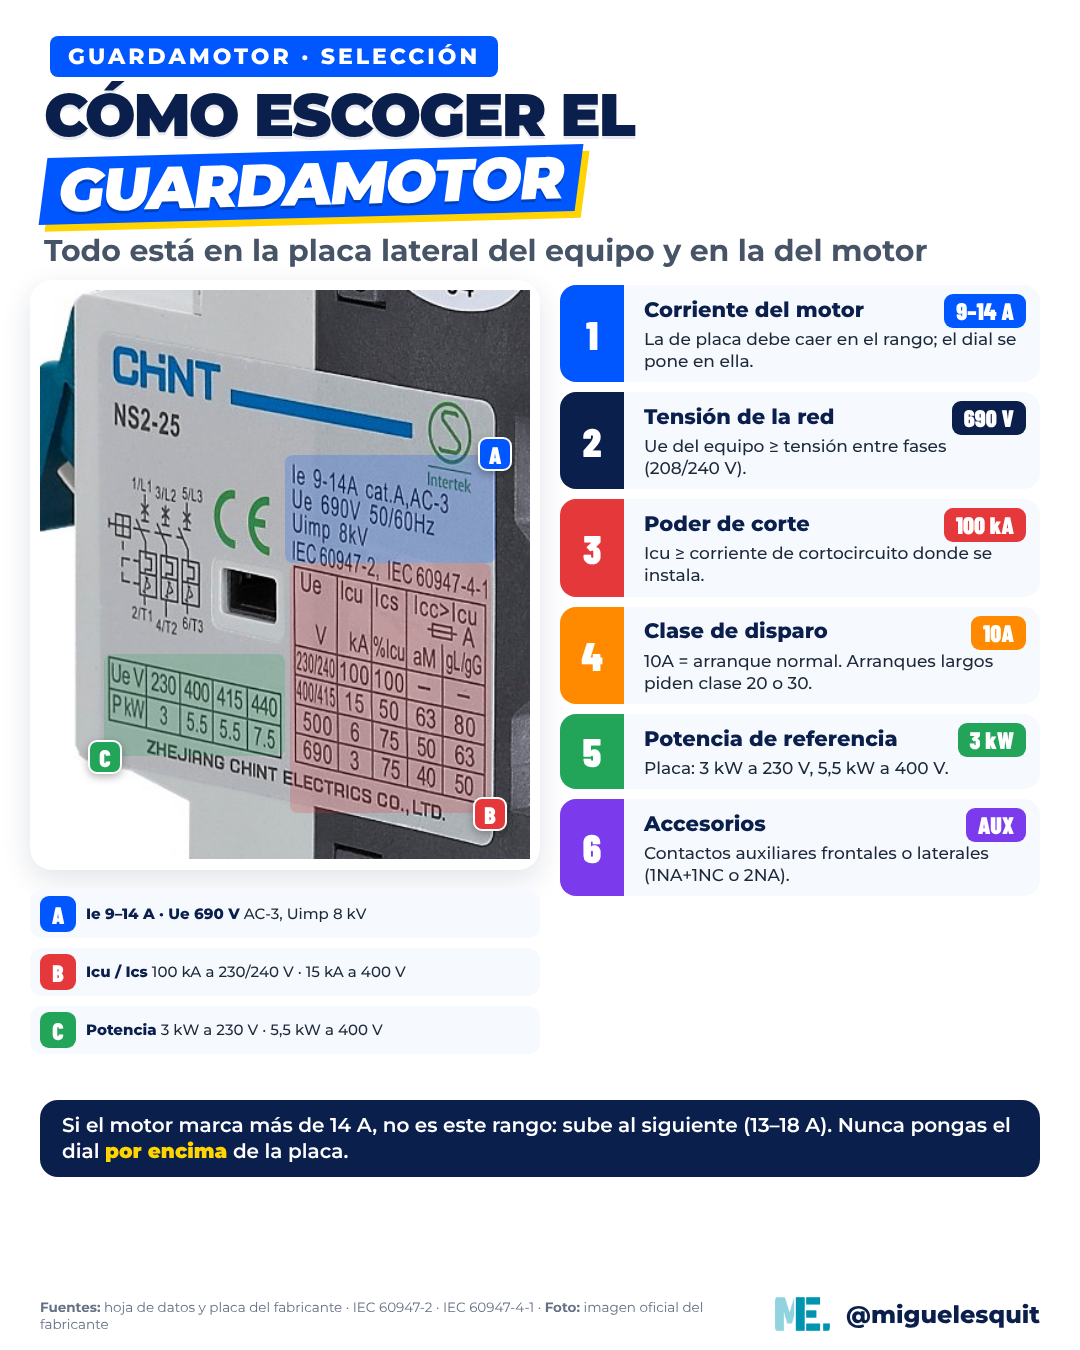 GUARDAMOTOR · SELECCIÓN
CÓMO ESCOGER EL
GUARDAMOTOR
Todo está en la placa lateral del equipo y en la del motor
CHNT
NS2-25
Intertek
A
Ie 9-14A cat.A,AC-3
Ue 690V 50/60Hz
Uimp 8kV
IEC 60947-2, IEC 60947-4-1
1/L1 3/L2 5/L3
2/T1 4/T2 6/T3
CE
Ue Icu Ics Icc>Icu
A
V kA %Icu aM gL/gG
230/240 100 100 – –
400/415 15 50 63 80
500 6 75 50 63
690 3 75 40 50
Ue V 230 400 415 440
P kW 3 5.5 5.5 7.5
C
ZHEJIANG CHINT ELECTRICS CO., LTD.
B
A Ie 9–14 A · Ue 690 V AC-3, Uimp 8 kV
B Icu / Ics 100 kA a 230/240 V · 15 kA a 400 V
C Potencia 3 kW a 230 V · 5,5 kW a 400 V
1 Corriente del motor 9–14 A
La de placa debe caer en el rango; el dial se
pone en ella.
2 Tensión de la red 690 V
Ue del equipo ≥ tensión entre fases
(208/240 V).
3 Poder de corte 100 kA
Icu ≥ corriente de cortocircuito donde se
instala.
4 Clase de disparo 10A
10A = arranque normal. Arranques largos
piden clase 20 o 30.
5 Potencia de referencia 3 kW
Placa: 3 kW a 230 V, 5,5 kW a 400 V.
6 Accesorios AUX
Contactos auxiliares frontales o laterales
(1NA+1NC o 2NA).
Si el motor marca más de 14 A, no es este rango: sube al siguiente (13–18 A). Nunca pongas el
dial por encima de la placa.
Fuentes: hoja de datos y placa del fabricante · IEC 60947-2 · IEC 60947-4-1 · Foto: imagen oficial del
fabricante
ME. @miguelesquit